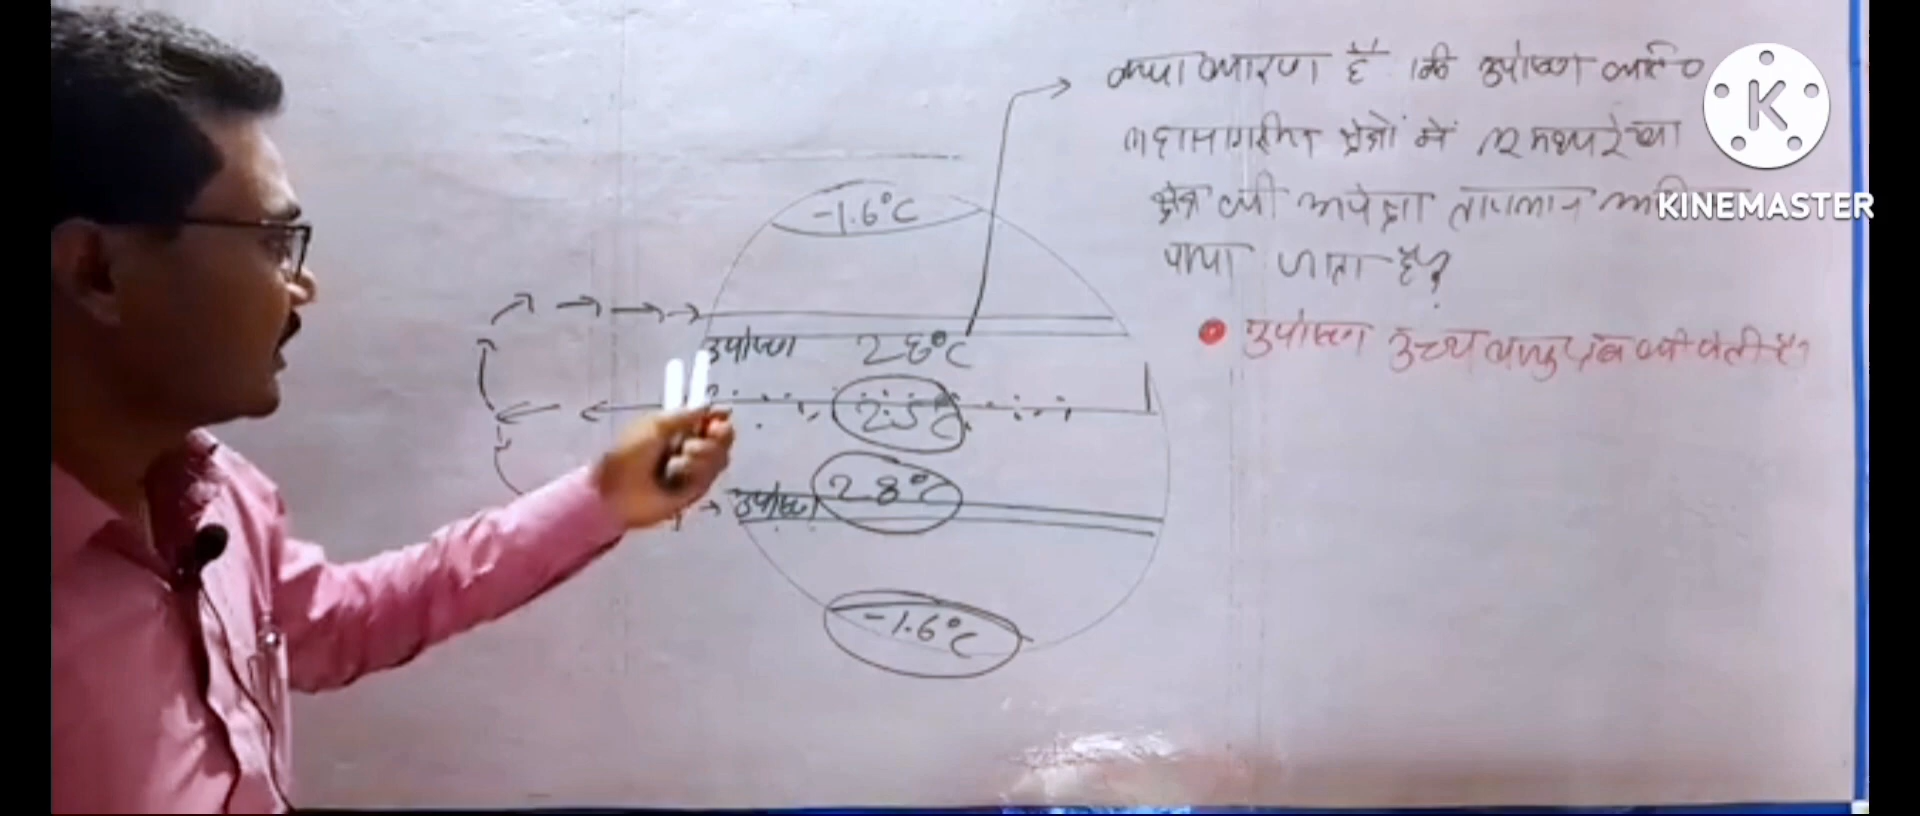 क्या कारण है कि उपोष्ण कटि०
महासागरीय क्षेत्रों में भूमध्यरेखा
क्षेत्र की अपेक्षा तापमान
पाया जाता है?
उपोष्ण उच्च वायुदाब की पेटी है?
-1.6°C
उपोष्ण 28°C
25°C
उपोष्ण 28°C
-1.6°C
K
KINEMASTER